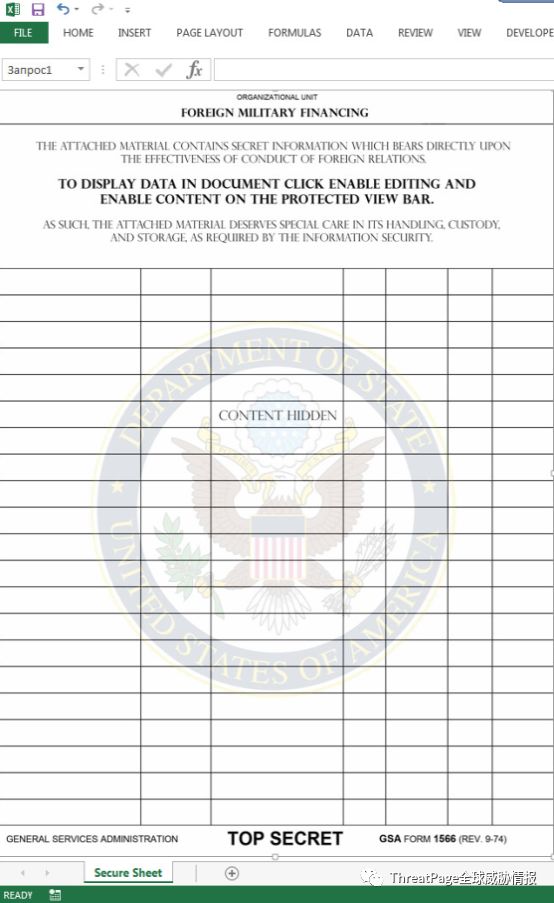 FILE HOME INSERT PAGE LAYOUT FORMULAS DATA REVIEW VIEW DEVELOPE
Запрос1 fx
ORGANIZATIONAL UNIT
FOREIGN MILITARY FINANCING
THE ATTACHED MATERIAL CONTAINS SECRET INFORMATION WHICH BEARS DIRECTLY UPON
THE EFFECTIVENESS OF CONDUCT OF FOREIGN RELATIONS.
TO DISPLAY DATA IN DOCUMENT CLICK ENABLE EDITING AND
ENABLE CONTENT ON THE PROTECTED VIEW BAR.
AS SUCH, THE ATTACHED MATERIAL DESERVES SPECIAL CARE IN ITS HANDLING, CUSTODY,
AND STORAGE, AS REQUIRED BY THE INFORMATION SECURITY.
DEPARTMENT OF STATE
CONTENT HIDDEN
UNITED STATES OF AMERICA
GENERAL SERVICES ADMINISTRATION TOP SECRET GSA FORM 1566 (REV. 9-74)
Secure Sheet
ThreatPage全球威胁情报
READY